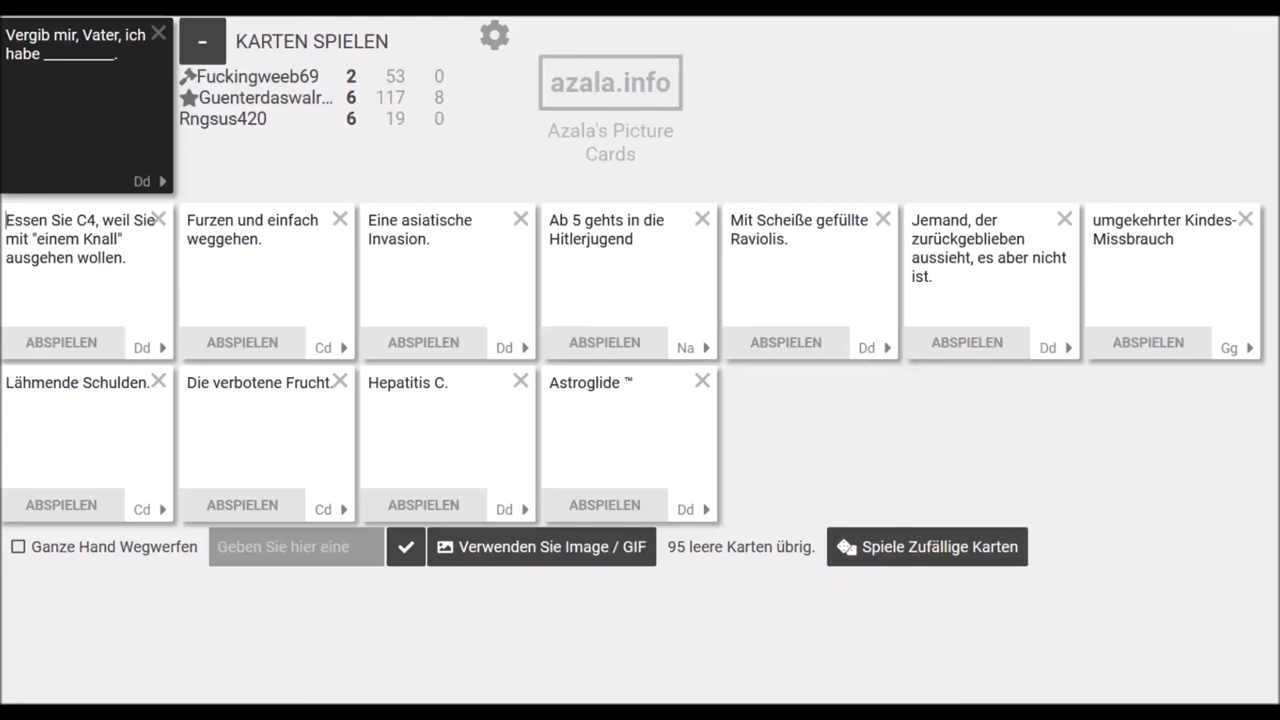 Vergib mir, Vater, ich
habe _________.
Dd
-
KARTEN SPIELEN
Fuckingweeb69 2 53 0
Guenterdaswalr... 6 117 8
Rngsus420 6 19 0
azala.info
Azala's Picture
Cards
Essen Sie C4, weil Sie
mit "einem Knall"
ausgehen wollen.
ABSPIELEN
Dd
Furzen und einfach
weggehen.
ABSPIELEN
Cd
Eine asiatische
Invasion.
ABSPIELEN
Dd
Ab 5 gehts in die
Hitlerjugend
ABSPIELEN
Na
Mit Scheiße gefüllte
Raviolis.
ABSPIELEN
Dd
Jemand, der
zurückgeblieben
aussieht, es aber nicht
ist.
ABSPIELEN
Dd
umgekehrter Kindes-
Missbrauch
ABSPIELEN
Gg
Lähmende Schulden.
ABSPIELEN
Cd
Die verbotene Frucht.
ABSPIELEN
Cd
Hepatitis C.
ABSPIELEN
Dd
Astroglide ™
ABSPIELEN
Dd
Ganze Hand Wegwerfen
Geben Sie hier eine
Verwenden Sie Image / GIF
95 leere Karten übrig.
Spiele Zufällige Karten